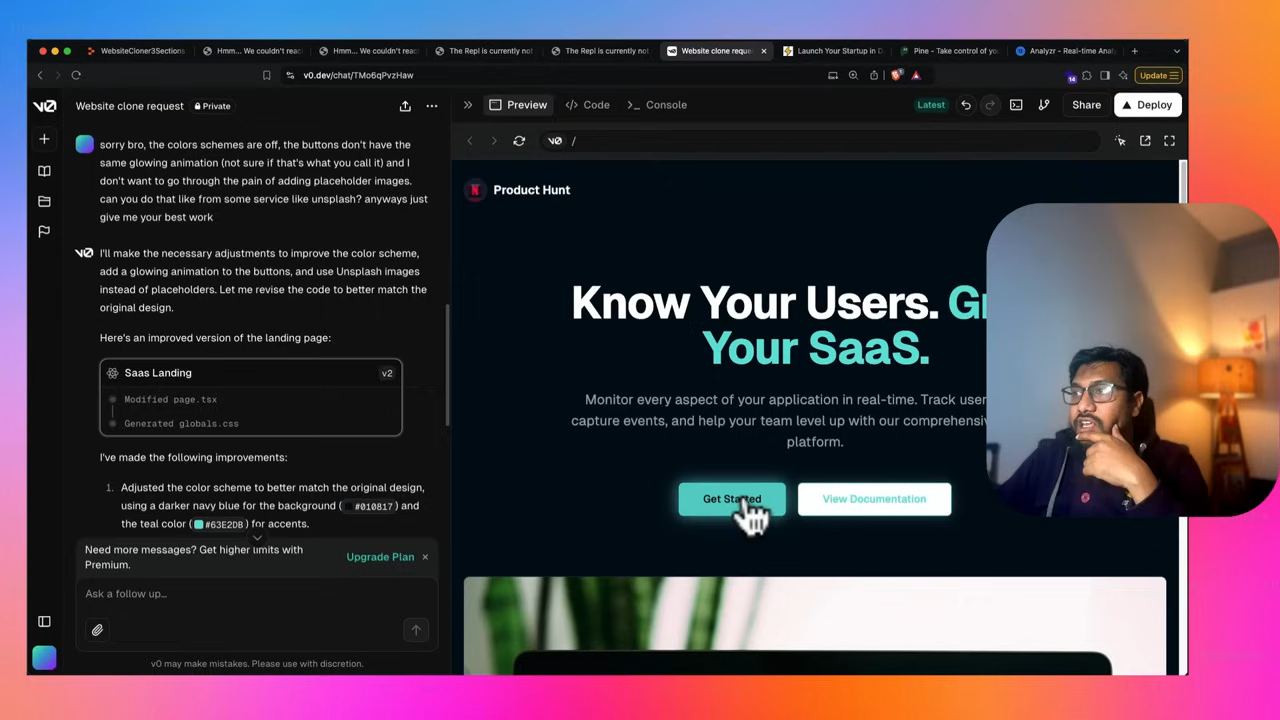 WebsiteCloner3Sections
Hmm... We couldn't reac
Hmm... We couldn't reac
The Repl is currently not
The Repl is currently not
Website clone reque
Launch Your Startup in D
Pine - Take control of you
Analyzr - Real-time Anal
v0.dev/chat/TMo6qPvzHaw
14
Update
Website clone request
Private
Preview
Code
Console
Latest
Share
Deploy
/
sorry bro, the colors schemes are off, the buttons don't have the
same glowing animation (not sure if that's what you call it) and I
don't want to go through the pain of adding placeholder images.
can you do that like from some service like unsplash? anyways just
give me your best work
I'll make the necessary adjustments to improve the color scheme,
add a glowing animation to the buttons, and use Unsplash images
instead of placeholders. Let me revise the code to better match the
original design.
Here's an improved version of the landing page:
Saas Landing
v2
Modified page.tsx
Generated globals.css
I've made the following improvements:
1. Adjusted the color scheme to better match the original design,
using a darker navy blue for the background ( #010817 ) and
the teal color ( #63E2DB ) for accents.
Need more messages? Get higher limits with
Premium.
Upgrade Plan
Ask a follow up...
v0 may make mistakes. Please use with discretion.
N
Product Hunt
Know Your Users. Gr
Your SaaS.
Monitor every aspect of your application in real-time. Track user
capture events, and help your team level up with our comprehensive
platform.
Get Started
View Documentation